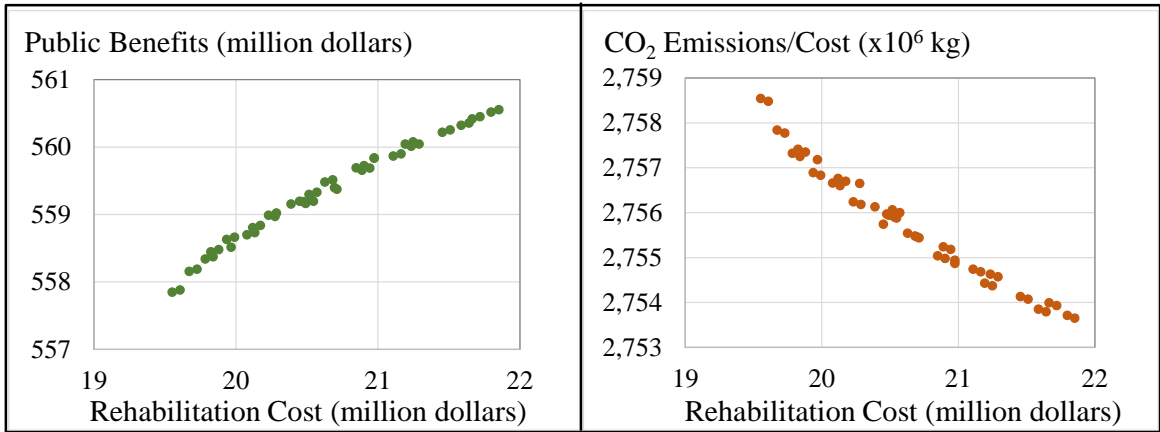 Public Benefits (million dollars)
561
560
559
558
557
19 20 21 22
Rehabilitation Cost (million dollars)
CO₂ Emissions/Cost (x10⁶ kg)
2,759
2,758
2,757
2,756
2,755
2,754
2,753
19 20 21 22
Rehabilitation Cost (million dollars)